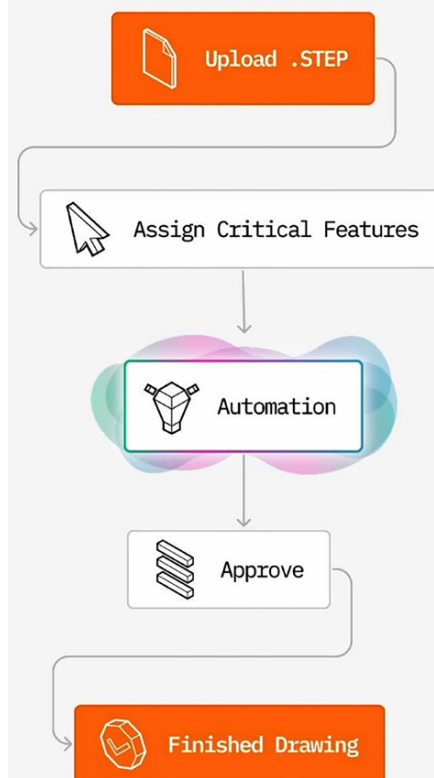 Upload .STEP
Assign Critical Features
Automation
Approve
Finished Drawing